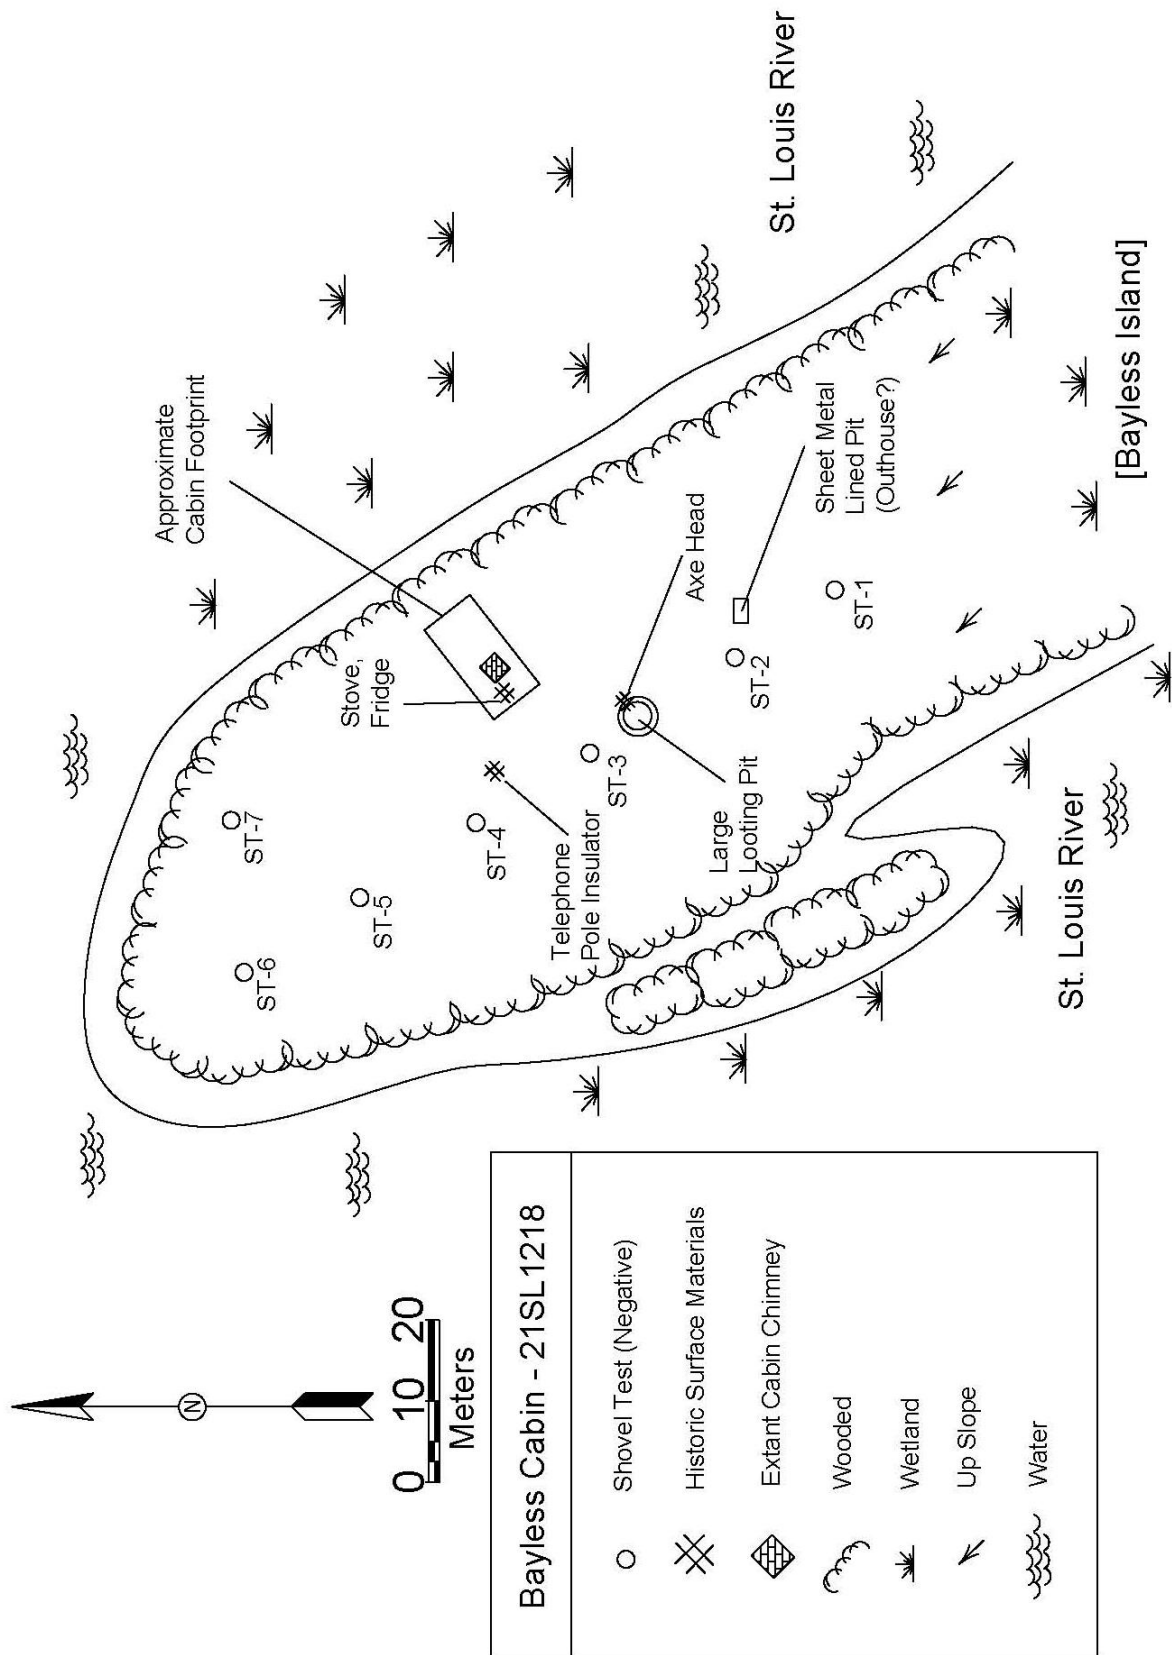 N
0 10 20
Meters
Bayless Cabin - 21SL1218
Shovel Test (Negative)
Historic Surface Materials
Extant Cabin Chimney
Wooded
Wetland
Up Slope
Water
Approximate
Cabin Footprint
Stove,
Fridge
ST-7
ST-6
ST-5
ST-4
Telephone
Pole Insulator
ST-3
Large
Looting Pit
Axe Head
ST-2
Sheet Metal
Lined Pit
(Outhouse?)
ST-1
St. Louis River
St. Louis River
[Bayless Island]